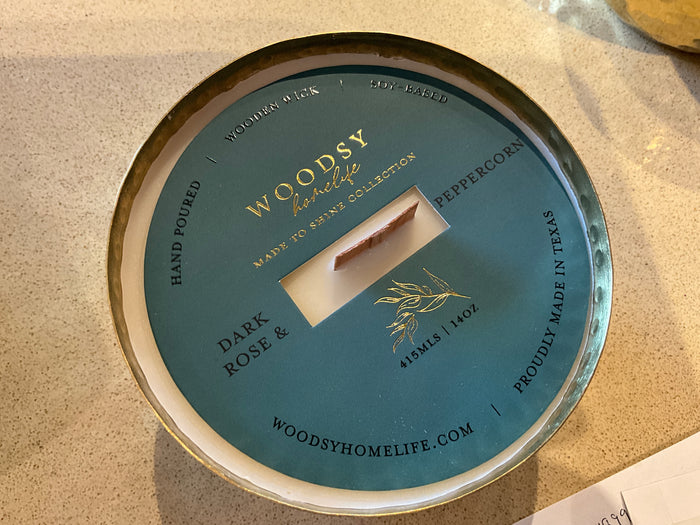 HAND POURED | WOODEN WICK | SOY-BASED
WOODSY
homelife
MADE TO SHINE COLLECTION
DARK
ROSE &
PEPPERCORN
415MLS | 14OZ
WOODSYHOMELIFE.COM | PROUDLY MADE IN TEXAS